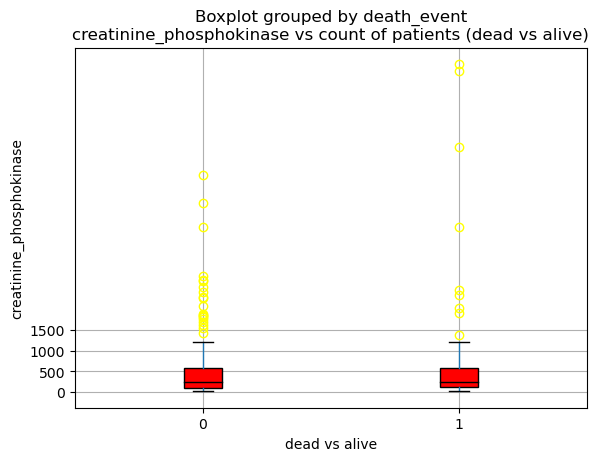 Boxplot grouped by death_event
creatinine_phosphokinase vs count of patients (dead vs alive)
creatinine_phosphokinase
1500
1000
500
0
0 1
dead vs alive